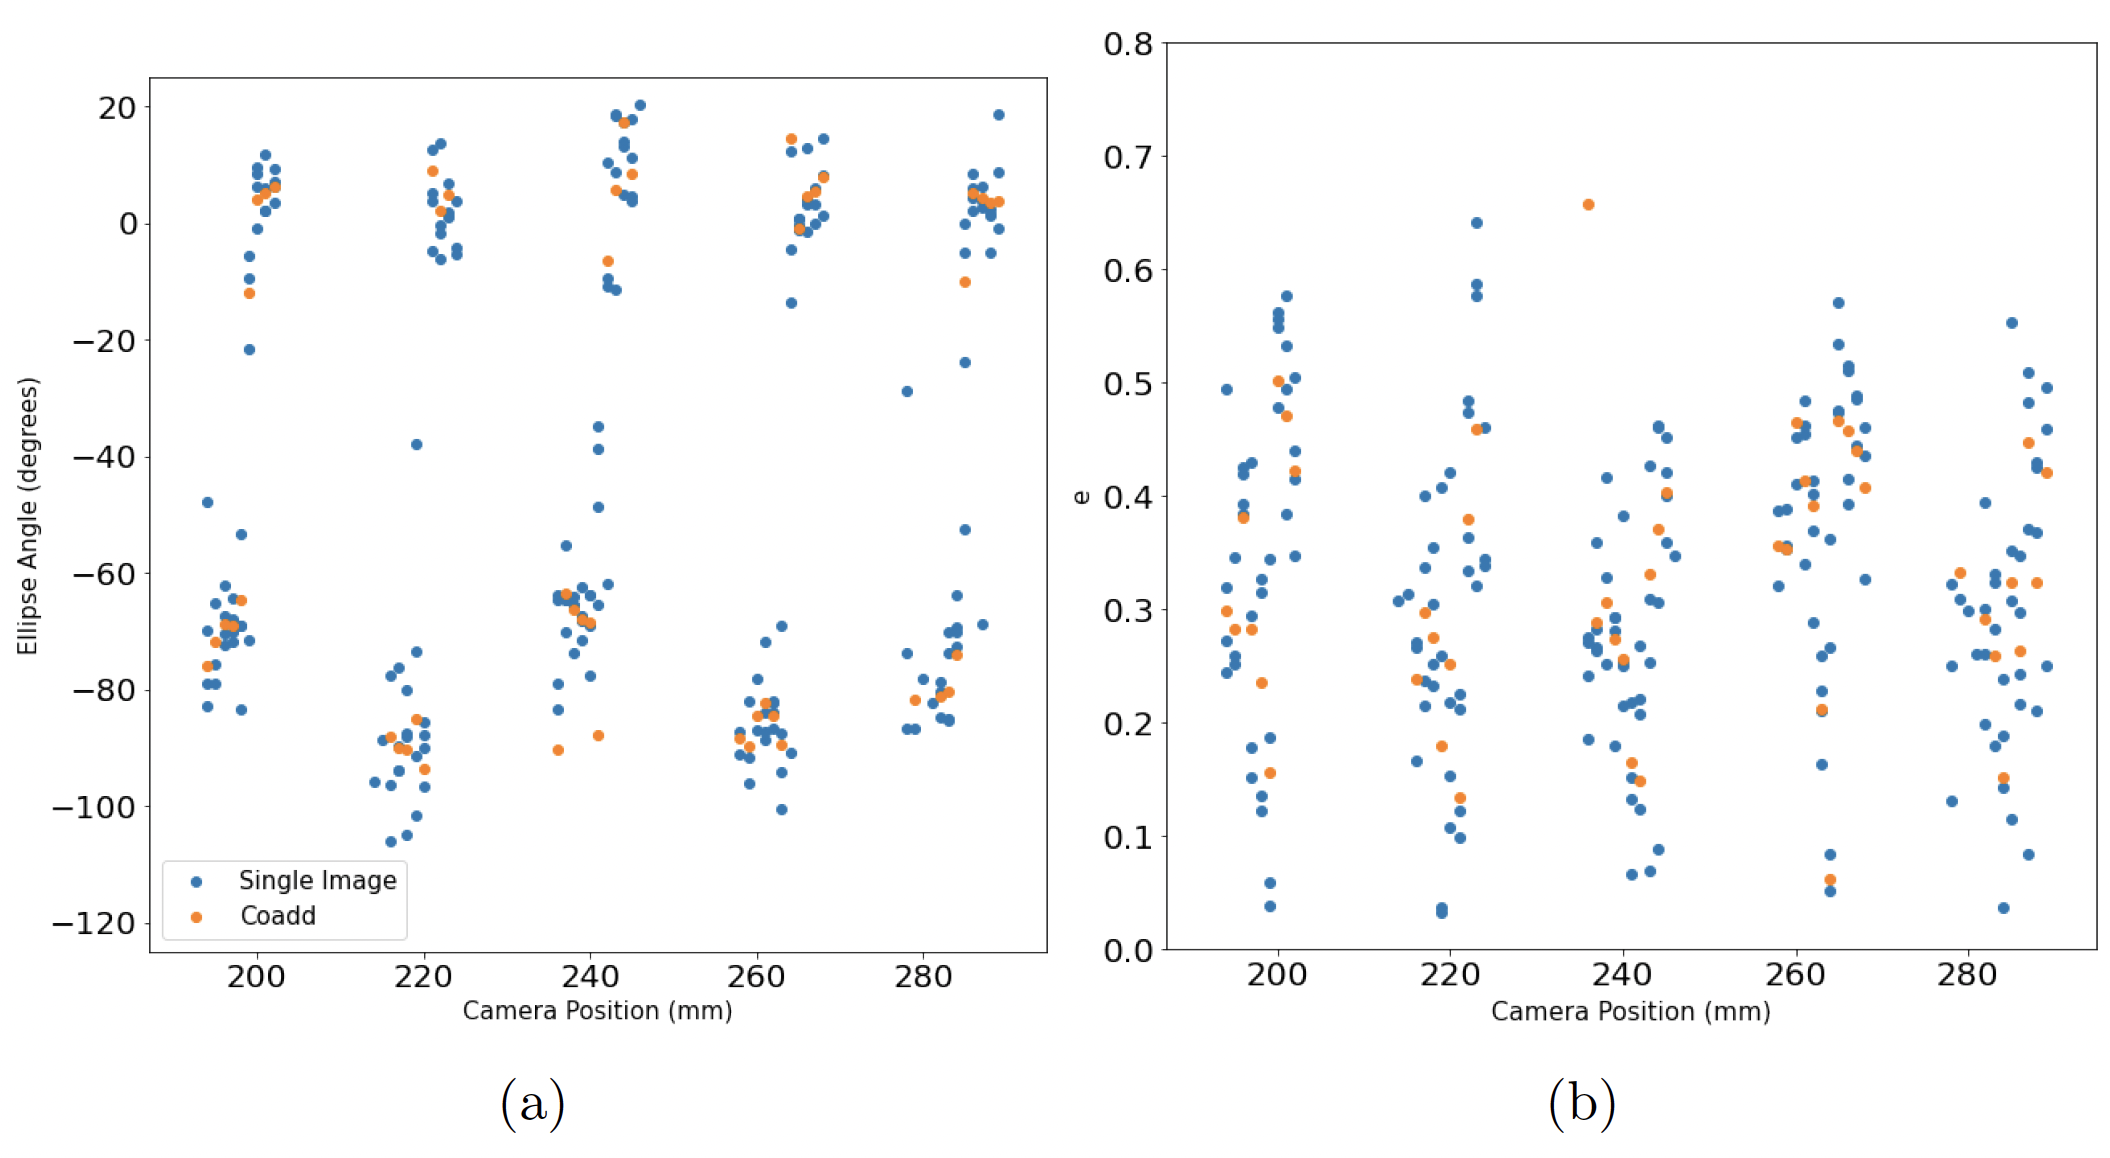 20
0
−20
−40
−60
−80
−100
−120
Ellipse Angle (degrees)
200 220 240 260 280
Camera Position (mm)
Single Image
Coadd
(a)
0.8
0.7
0.6
0.5
0.4
0.3
0.2
0.1
0.0
e
200 220 240 260 280
Camera Position (mm)
(b)